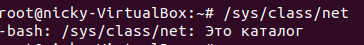 root@nicky-VirtualBox:~# /sys/class/net
-bash: /sys/class/net: Это каталог